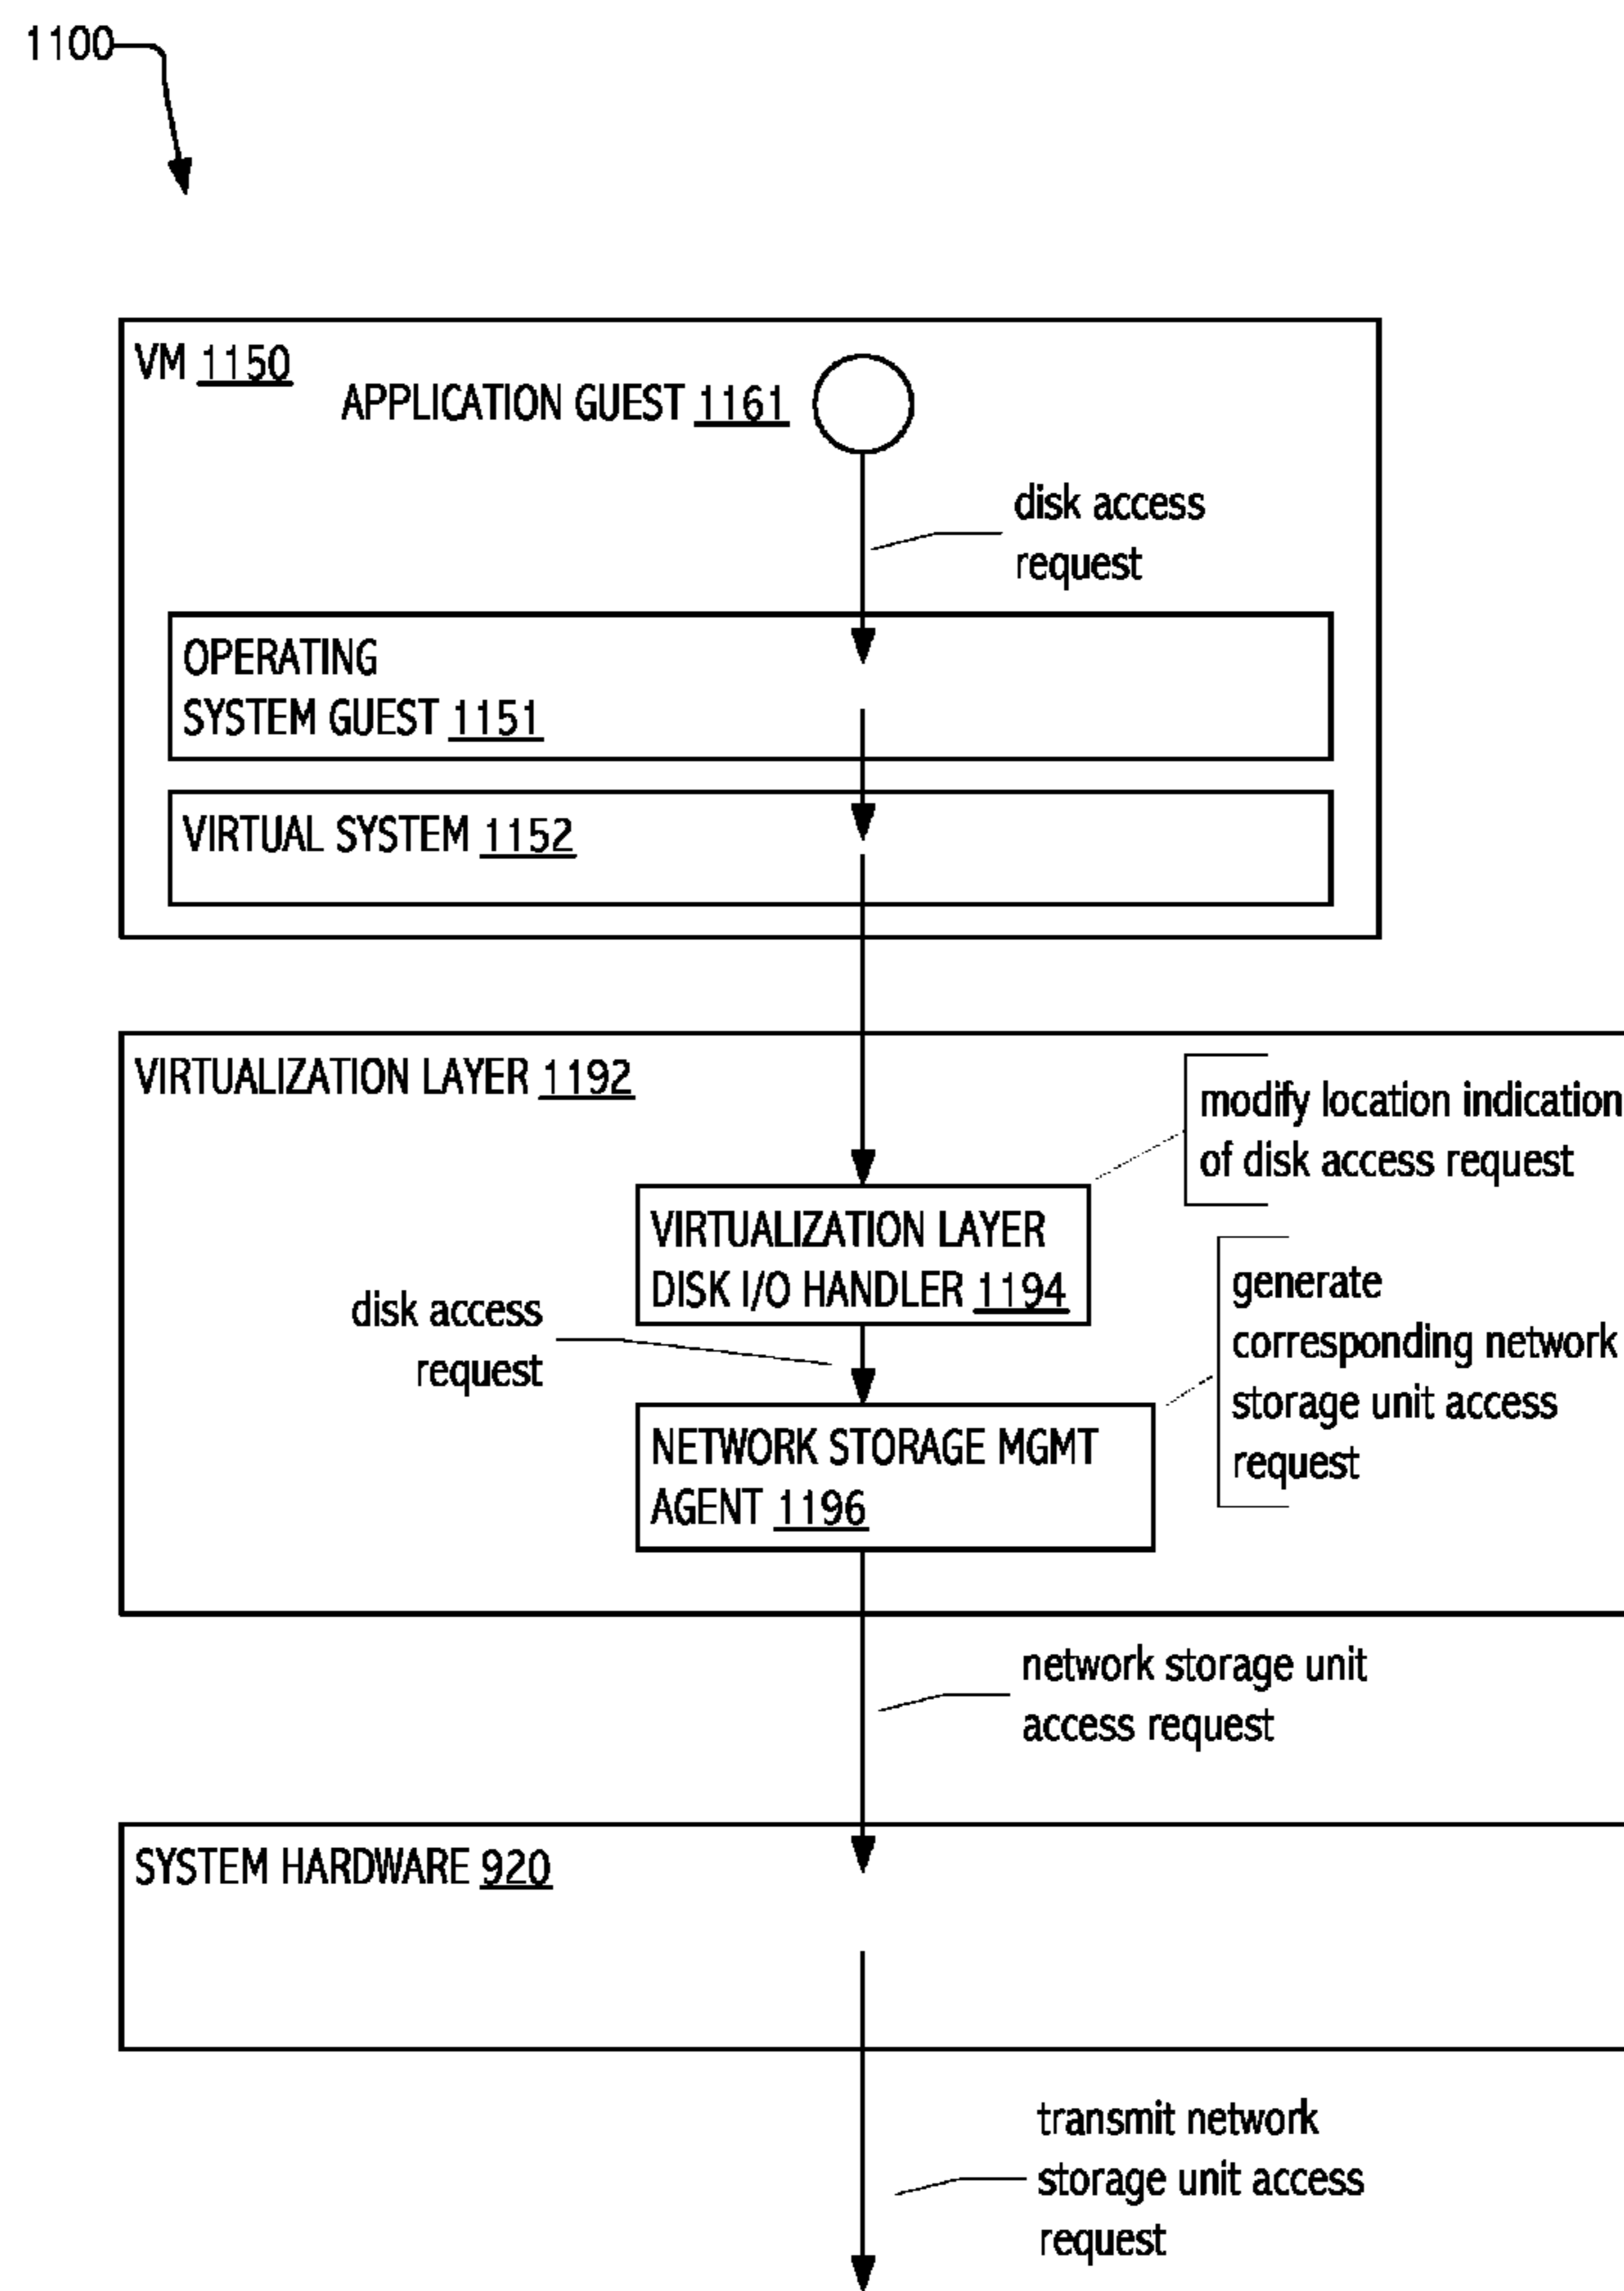 1100
VM 1150
APPLICATION GUEST 1161
disk access
request
OPERATING
SYSTEM GUEST 1151
VIRTUAL SYSTEM 1152
VIRTUALIZATION LAYER 1192
modify location indication
of disk access request
VIRTUALIZATION LAYER
DISK I/O HANDLER 1194
generate
corresponding network
storage unit access
request
disk access
request
NETWORK STORAGE MGMT
AGENT 1196
network storage unit
access request
SYSTEM HARDWARE 920
transmit network
storage unit access
request